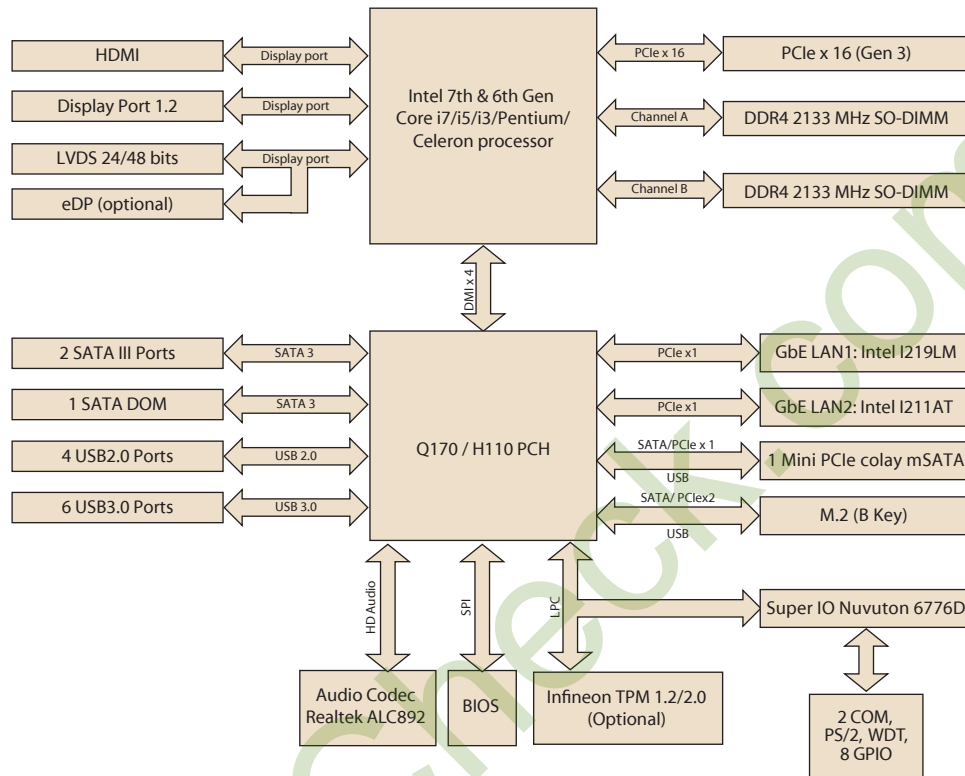 HDMI
Display port
Intel 7th & 6th Gen
Core i7/i5/i3/Pentium/
Celeron processor
PCIe x 16
PCIe x 16 (Gen 3)
Display Port 1.2
Display port
Channel A
DDR4 2133 MHz SO-DIMM
LVDS 24/48 bits
Display port
eDP (optional)
Channel B
DDR4 2133 MHz SO-DIMM
DMI x 4
2 SATA III Ports
SATA 3
Q170 / H110 PCH
PCIe x1
GbE LAN1: Intel I219LM
1 SATA DOM
SATA 3
PCIe x1
GbE LAN2: Intel I211AT
4 USB2.0 Ports
USB 2.0
SATA/PCIe x 1
USB
1 Mini PCIe colay mSATA
6 USB3.0 Ports
USB 3.0
SATA/ PCIex2
USB
M.2 (B Key)
HD Audio
SPI
LPC
Super IO Nuvuton 6776D
Audio Codec
Realtek ALC892
BIOS
Infineon TPM 1.2/2.0
(Optional)
2 COM,
PS/2, WDT,
8 GPIO
Check.com